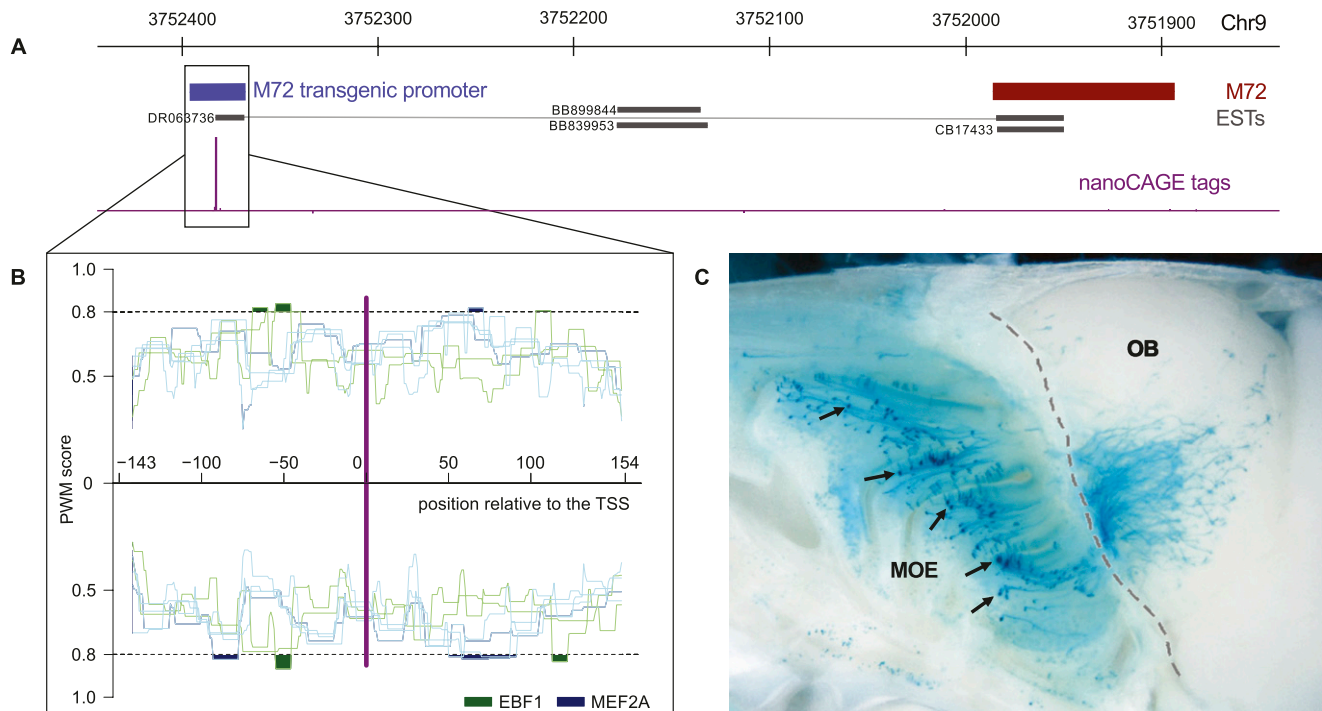 3752400 3752300 3752200 3752100 3752000 3751900 Chr9
A
M72 transgenic promoter M72
DR063736 BB899844 ESTs
BB839953 CB17433
nanoCAGE tags
B
1.0
0.8
0.5
−143 −100 −50 0 50 100 154
0
PWM score
position relative to the TSS
0.5
0.8
1.0
EBF1 MEF2A
C
OB
MOE